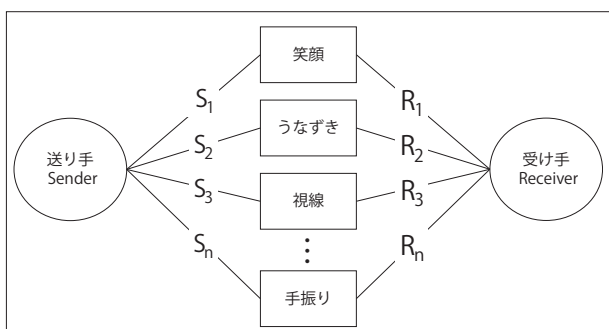 笑顔
S1
R1
うなずき
送り手
Sender
S2
R2
受け手
Receiver
S3
視線
R3
Sn
Rn
手振り